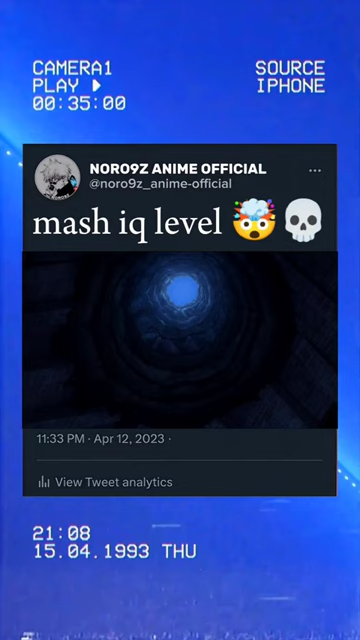 CAMERA1
PLAY
00:35:00
SOURCE
IPHONE
NORO9Z ANIME OFFICIAL
@noro9z_anime-official
mash iq level 🤯💀
11:33 PM · Apr 12, 2023 ·
View Tweet analytics
21:08
15.04.1993 THU